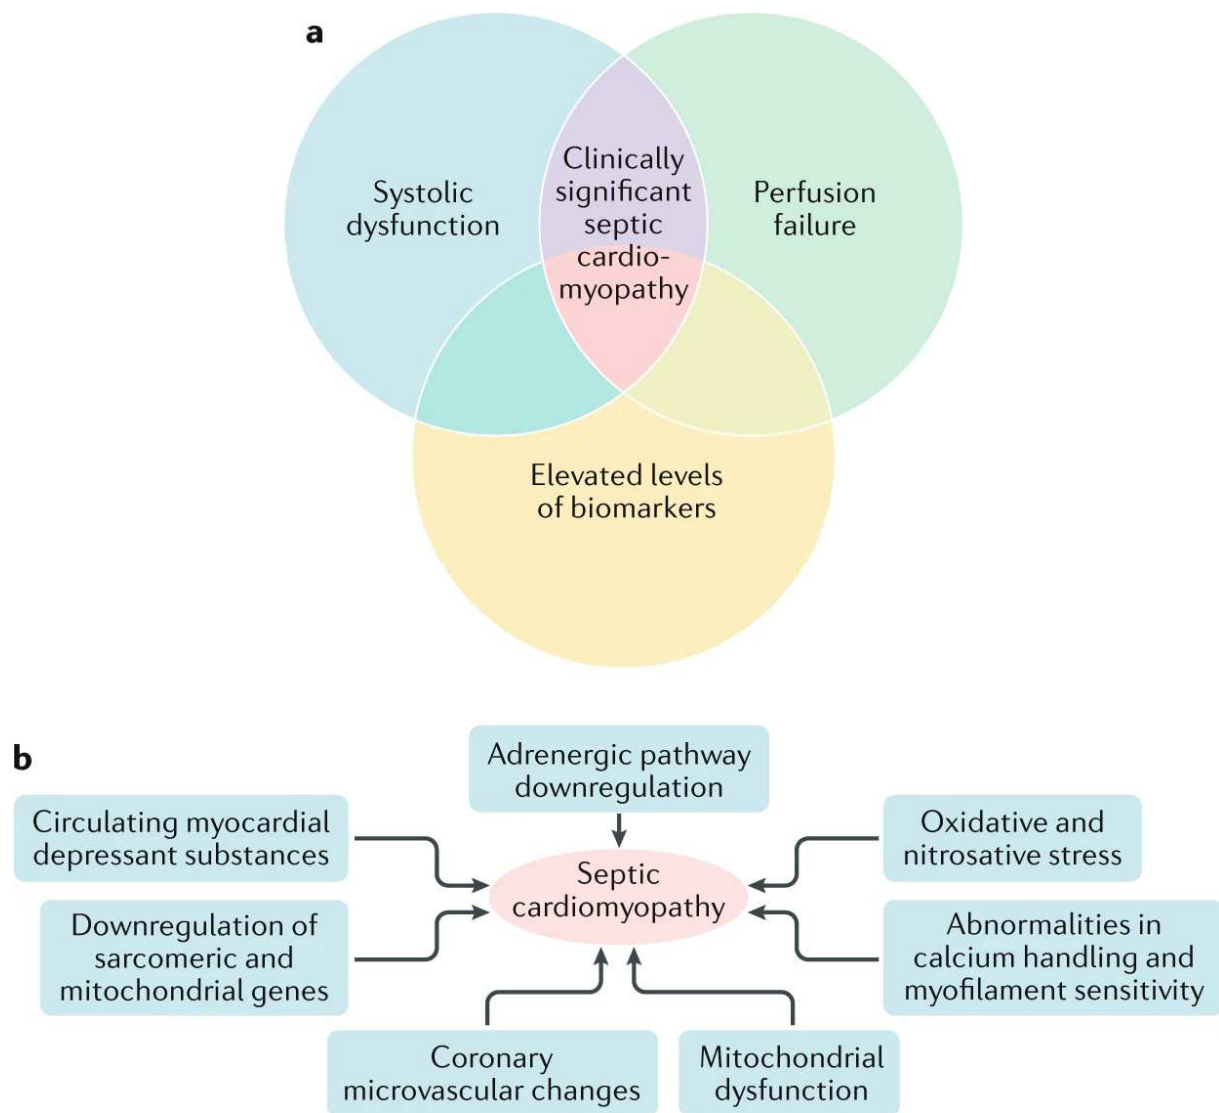 a
Systolic
dysfunction
Clinically
significant
septic
cardio-
myopathy
Perfusion
failure
Elevated levels
of biomarkers
b
Adrenergic pathway
downregulation
Circulating myocardial
depressant substances
Oxidative and
nitrosative stress
Septic
cardiomyopathy
Downregulation of
sarcomeric and
mitochondrial genes
Abnormalities in
calcium handling and
myofilament sensitivity
Coronary
microvascular changes
Mitochondrial
dysfunction